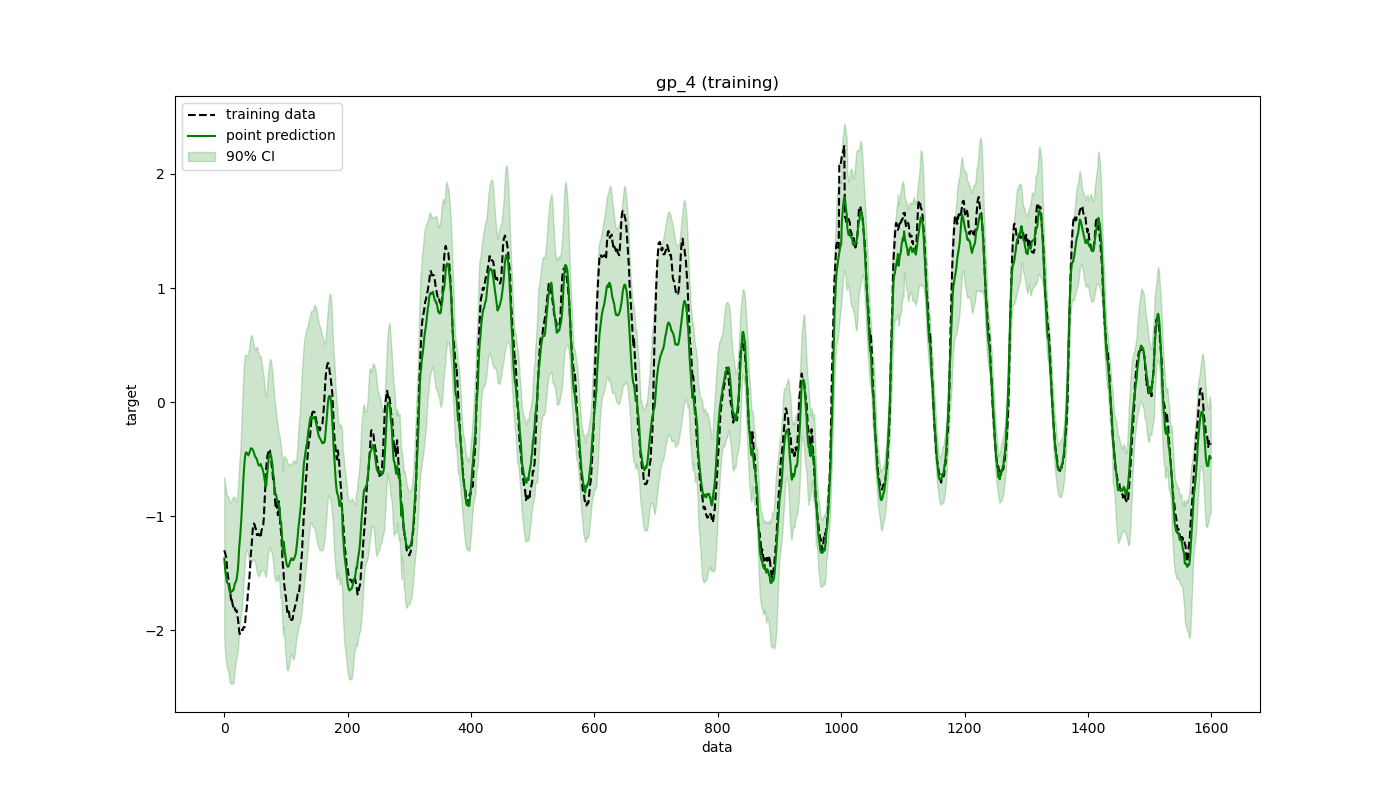 gp_4 (training)
training data
point prediction
90% CI
target
2
1
0
−1
−2
0 200 400 600 800 1000 1200 1400 1600
data